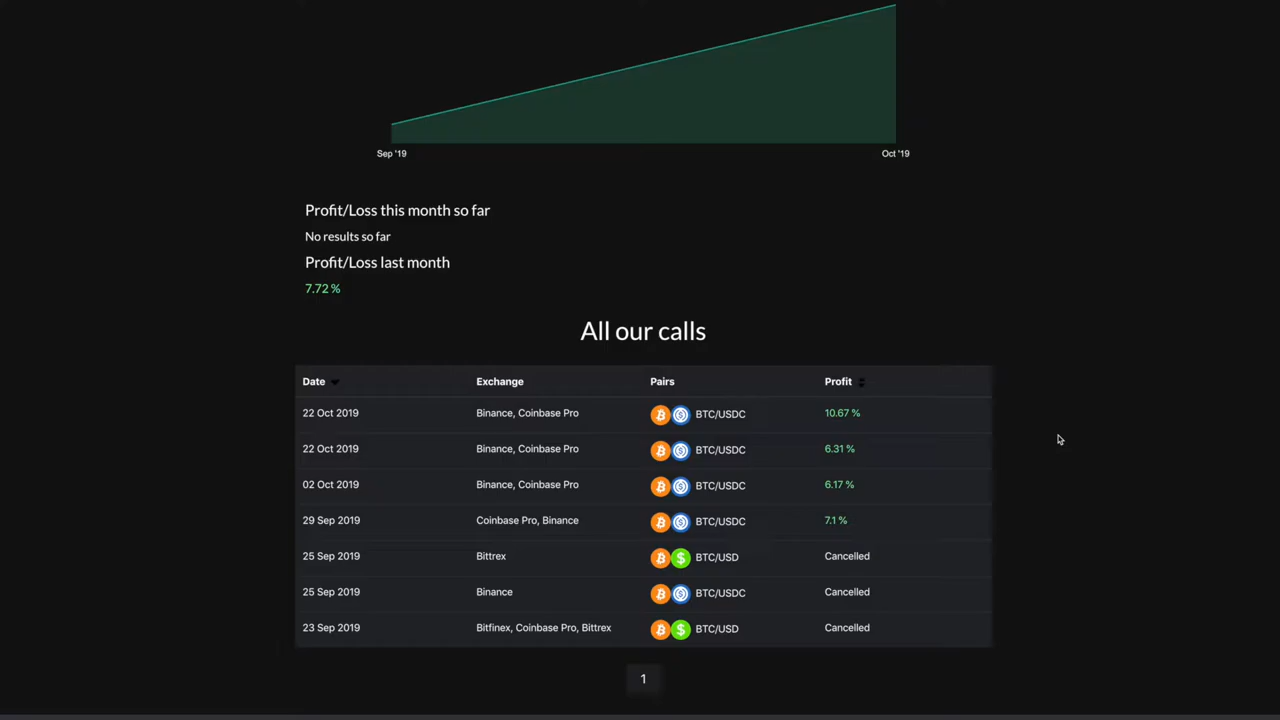 Sep '19 Oct '19
Profit/Loss this month so far
No results so far
Profit/Loss last month
7.72 %
All our calls
Date Exchange Pairs Profit
22 Oct 2019 Binance, Coinbase Pro BTC/USDC 10.67 %
22 Oct 2019 Binance, Coinbase Pro BTC/USDC 6.31 %
02 Oct 2019 Binance, Coinbase Pro BTC/USDC 6.17 %
29 Sep 2019 Coinbase Pro, Binance BTC/USDC 7.1 %
25 Sep 2019 Bittrex BTC/USD Cancelled
25 Sep 2019 Binance BTC/USDC Cancelled
23 Sep 2019 Bitfinex, Coinbase Pro, Bittrex BTC/USD Cancelled
1